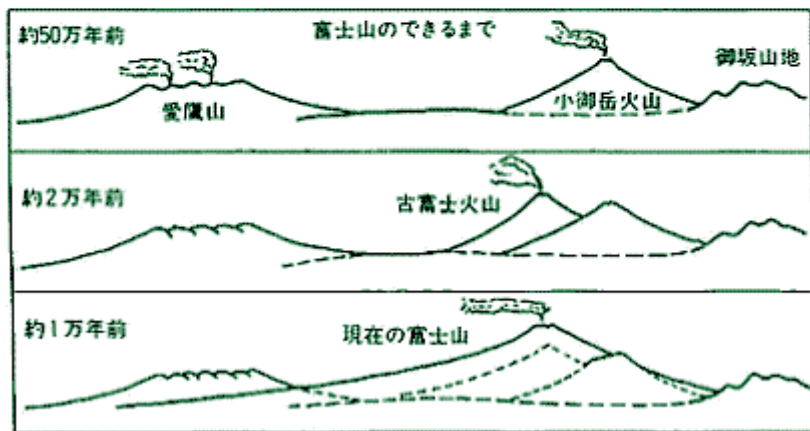 約50万年前
富士山のできるまで
御坂山地
愛鷹山
小御岳火山
約2万年前
古富士火山
約1万年前
現在の富士山